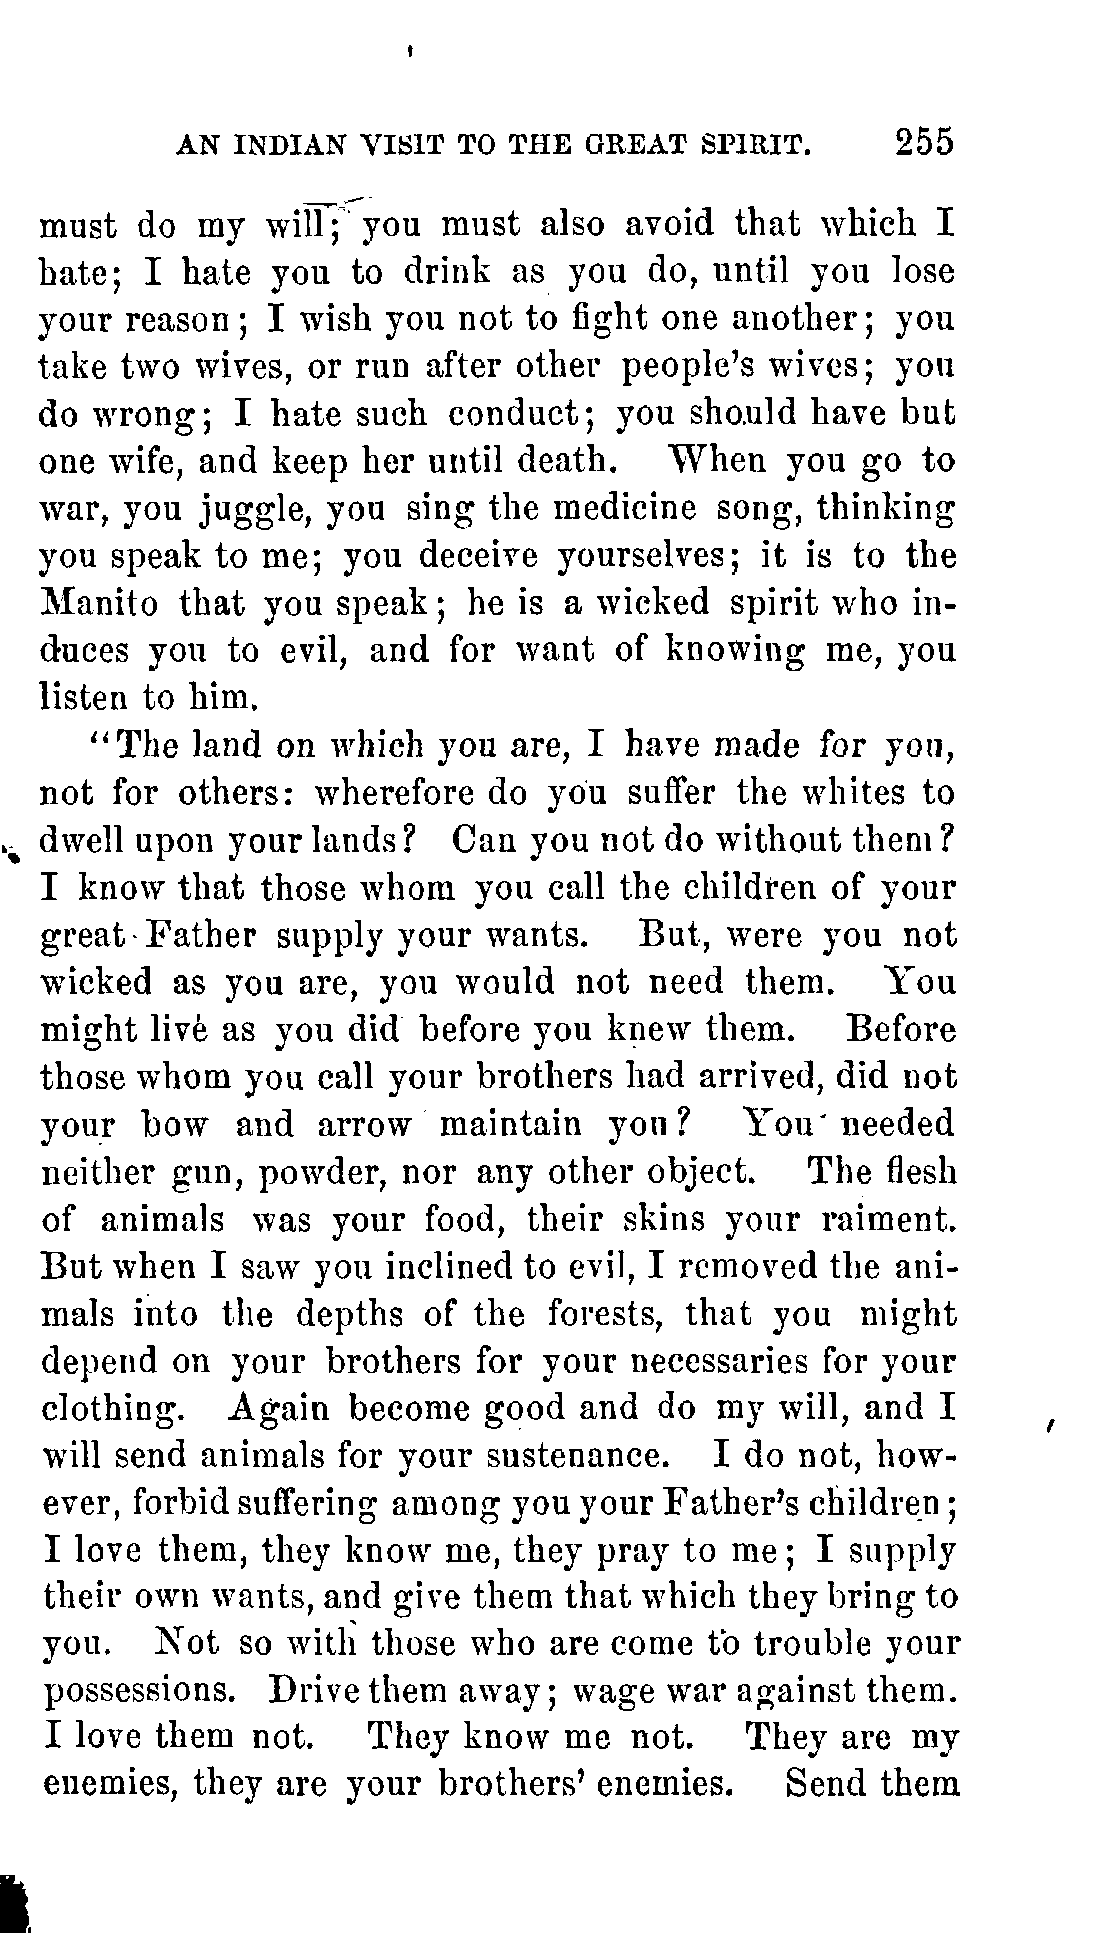 AN INDIAN VISIT TO THE GREAT SPIRIT. 255
must do my will; you must also avoid that which I
hate; I hate you to drink as you do, until you lose
your reason; I wish you not to fight one another; you
take two wives, or run after other people's wives; you
do wrong; I hate such conduct; you should have but
one wife, and keep her until death. When you go to
war, you juggle, you sing the medicine song, thinking
you speak to me; you deceive yourselves; it is to the
Manito that you speak; he is a wicked spirit who in-
duces you to evil, and for want of knowing me, you
listen to him.
"The land on which you are, I have made for you,
not for others: wherefore do you suffer the whites to
dwell upon your lands? Can you not do without them?
I know that those whom you call the children of your
great Father supply your wants. But, were you not
wicked as you are, you would not need them. You
might live as you did before you knew them. Before
those whom you call your brothers had arrived, did not
your bow and arrow maintain you? You needed
neither gun, powder, nor any other object. The flesh
of animals was your food, their skins your raiment.
But when I saw you inclined to evil, I removed the ani-
mals into the depths of the forests, that you might
depend on your brothers for your necessaries for your
clothing. Again become good and do my will, and I
will send animals for your sustenance. I do not, how-
ever, forbid suffering among you your Father's children;
I love them, they know me, they pray to me; I supply
their own wants, and give them that which they bring to
you. Not so with those who are come to trouble your
possessions. Drive them away; wage war against them.
I love them not. They know me not. They are my
enemies, they are your brothers' enemies. Send them